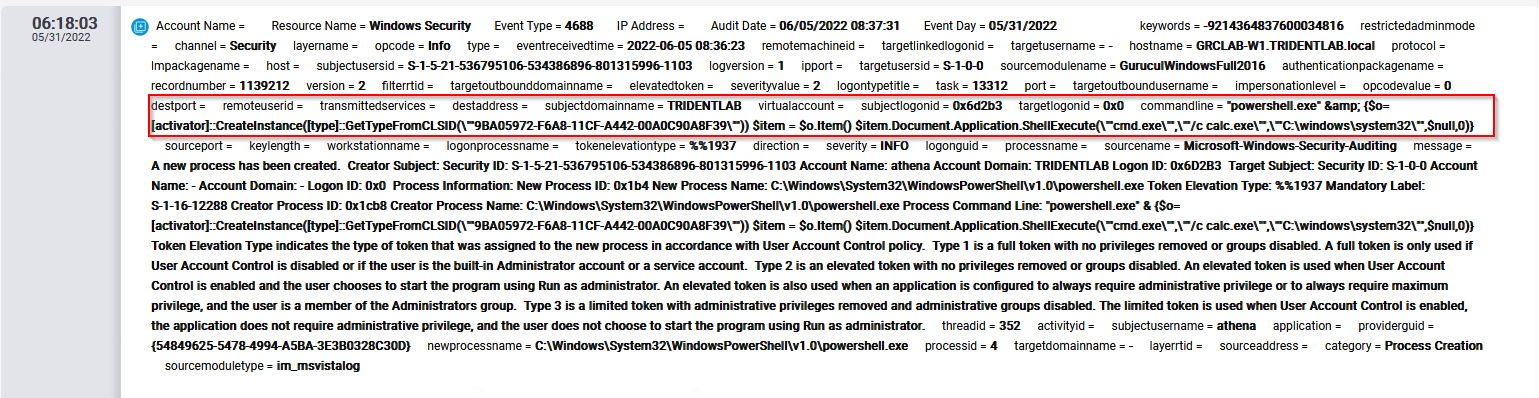 06:18:03
05/31/2022
Account Name = Resource Name = Windows Security Event Type = 4688 IP Address = Audit Date = 06/05/2022 08:37:31 Event Day = 05/31/2022 keywords = -9214364837600034816 restrictedadminmode
= channel = Security layername = opcode = Info type = eventreceivedtime = 2022-06-05 08:36:23 remotemachineid = targetlinkedlogonid = targetusername = - hostname = GRCLAB-W1.TRIDENTLAB.local protocol =
lmpackagename = host = subjectusersid = S-1-5-21-536795106-534386896-801315996-1103 logversion = 1 ipport = targetusersid = S-1-0-0 sourcemodulename = GuruculWindowsFull2016 authenticationpackagename =
recordnumber = 1139212 version = 2 filterrtid = targetoutbounddomainname = elevatedtoken = severityvalue = 2 logontypetitle = task = 13312 port = targetoutboundusername = impersonationlevel = opcodevalue = 0
destport = remoteuserid = transmittedservices = destaddress = subjectdomainname = TRIDENTLAB virtualaccount = subjectlogonid = 0x6d2b3 targetlogonid = 0x0 commandline = "powershell.exe" &amp; {$o=
[activator]::CreateInstance([type]::GetTypeFromCLSID(\""9BA05972-F6A8-11CF-A442-00A0C90A8F39\"")) $item = $o.Item() $item.Document.Application.ShellExecute(\""cmd.exe\"",\""/c calc.exe\"",\""C:\windows\system32\"",$null,0)}
sourceport = keylength = workstationname = logonprocessname = tokenelevationtype = %%1937 direction = severity = INFO logonguid = processname = sourcename = Microsoft-Windows-Security-Auditing message =
A new process has been created. Creator Subject: Security ID: S-1-5-21-536795106-534386896-801315996-1103 Account Name: athena Account Domain: TRIDENTLAB Logon ID: 0x6D2B3 Target Subject: Security ID: S-1-0-0 Account
Name: - Account Domain: - Logon ID: 0x0 Process Information: New Process ID: 0x1b4 New Process Name: C:\Windows\System32\WindowsPowerShell\v1.0\powershell.exe Token Elevation Type: %%1937 Mandatory Label:
S-1-16-12288 Creator Process ID: 0x1cb8 Creator Process Name: C:\Windows\System32\WindowsPowerShell\v1.0\powershell.exe Process Command Line: "powershell.exe" & {$o=
[activator]::CreateInstance([type]::GetTypeFromCLSID(\""9BA05972-F6A8-11CF-A442-00A0C90A8F39\"")) $item = $o.Item() $item.Document.Application.ShellExecute(\""cmd.exe\"",\""/c calc.exe\"",\""C:\windows\system32\"",$null,0)}
Token Elevation Type indicates the type of token that was assigned to the new process in accordance with User Account Control policy. Type 1 is a full token with no privileges removed or groups disabled. A full token is only used if
User Account Control is disabled or if the user is the built-in Administrator account or a service account. Type 2 is an elevated token with no privileges removed or groups disabled. An elevated token is used when User Account
Control is enabled and the user chooses to start the program using Run as administrator. An elevated token is also used when an application is configured to always require administrative privilege or to always require maximum
privilege, and the user is a member of the Administrators group. Type 3 is a limited token with administrative privileges removed and administrative groups disabled. The limited token is used when User Account Control is enabled,
the application does not require administrative privilege, and the user does not choose to start the program using Run as administrator. threadid = 352 activityid = subjectusername = athena application = providerguid =
{54849625-5478-4994-A5BA-3E3B0328C30D} newprocessname = C:\Windows\System32\WindowsPowerShell\v1.0\powershell.exe processid = 4 targetdomainname = - layerrtid = sourceaddress = category = Process Creation
sourcemoduletype = im_msvistalog